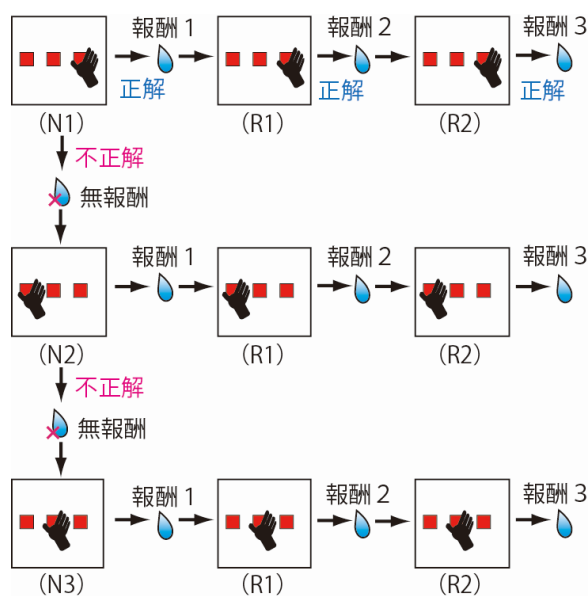 報酬 1 報酬 2 報酬 3
正解 正解 正解
(N1) (R1) (R2)
不正解
無報酬
報酬 1 報酬 2 報酬 3
(N2) (R1) (R2)
不正解
無報酬
報酬 1 報酬 2 報酬 3
(N3) (R1) (R2)